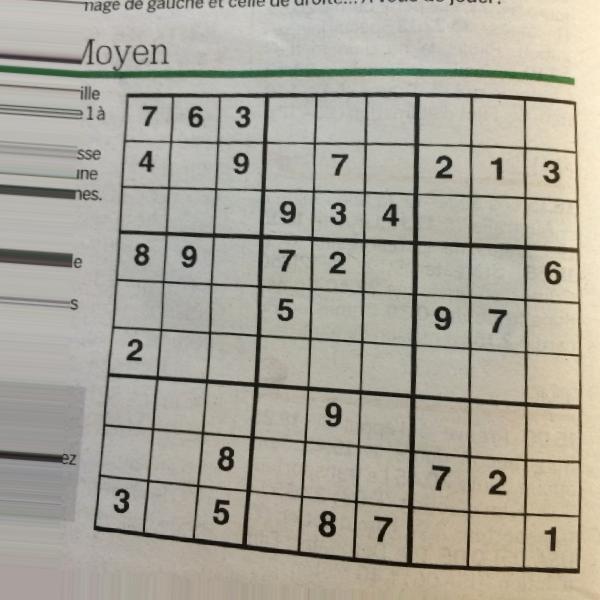 nage de gauche et celle de droite... A vous de jouer!
Moyen
ille
1 à
sse
une
nes.
e
s
ez
7 6 3
4 9 7 2 1 3
9 3 4
8 9 7 2 6
5 9 7
2
9
8 7 2
3 5 8 7 1